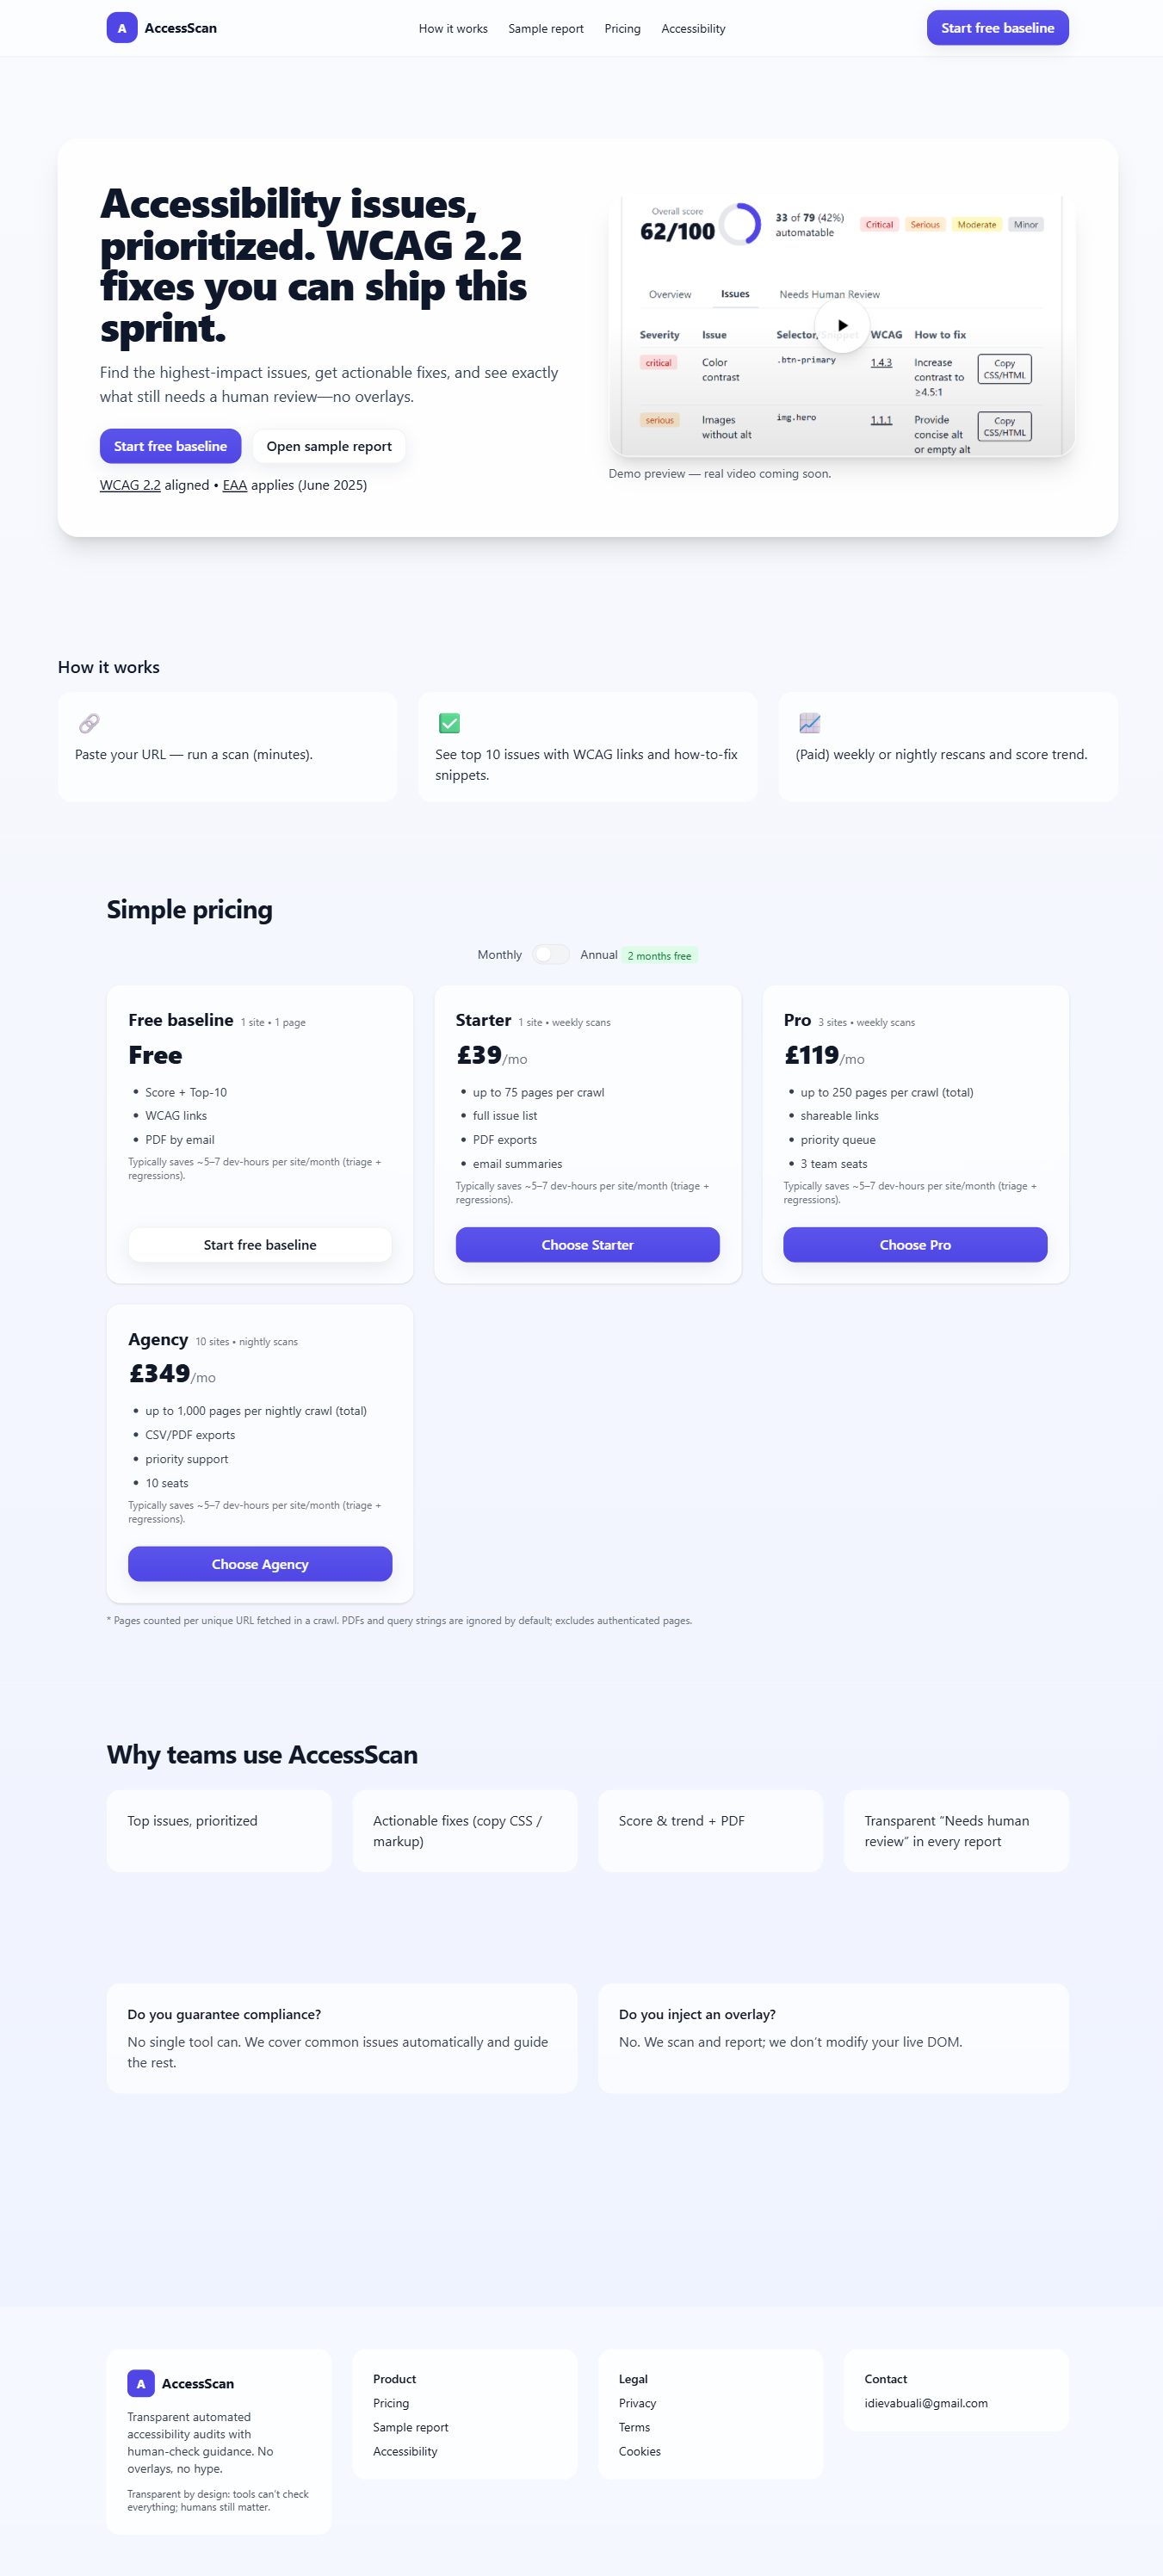 A AccessScan
How it works
Sample report
Pricing
Accessibility
Start free baseline
Accessibility issues,
prioritized. WCAG 2.2
fixes you can ship this
sprint.
Find the highest-impact issues, get actionable fixes, and see exactly
what still needs a human review—no overlays.
Start free baseline
Open sample report
WCAG 2.2 aligned • EAA applies (June 2025)
Overall score
62/100
33 of 79 (42%)
automatable
Critical
Serious
Moderate
Minor
Overview
Issues
Needs Human Review
Severity
Issue
Selector/Snippet
WCAG
How to fix
critical
Color
contrast
.btn-primary
1.4.3
Increase
contrast to
≥4.5:1
Copy
CSS/HTML
serious
Images
without alt
img.hero
1.1.1
Provide
concise alt
or empty alt
Copy
CSS/HTML
Demo preview — real video coming soon.
How it works
Paste your URL — run a scan (minutes).
See top 10 issues with WCAG links and how-to-fix
snippets.
(Paid) weekly or nightly rescans and score trend.
Simple pricing
Monthly
Annual
2 months free
Free baseline 1 site • 1 page
Free
• Score + Top-10
• WCAG links
• PDF by email
Typically saves ~5–7 dev-hours per site/month (triage +
regressions).
Start free baseline
Starter 1 site • weekly scans
£39/mo
• up to 75 pages per crawl
• full issue list
• PDF exports
• email summaries
Typically saves ~5–7 dev-hours per site/month (triage +
regressions).
Choose Starter
Pro 3 sites • weekly scans
£119/mo
• up to 250 pages per crawl (total)
• shareable links
• priority queue
• 3 team seats
Typically saves ~5–7 dev-hours per site/month (triage +
regressions).
Choose Pro
Agency 10 sites • nightly scans
£349/mo
• up to 1,000 pages per nightly crawl (total)
• CSV/PDF exports
• priority support
• 10 seats
Typically saves ~5–7 dev-hours per site/month (triage +
regressions).
Choose Agency
* Pages counted per unique URL fetched in a crawl. PDFs and query strings are ignored by default; excludes authenticated pages.
Why teams use AccessScan
Top issues, prioritized
Actionable fixes (copy CSS /
markup)
Score & trend + PDF
Transparent “Needs human
review” in every report
Do you guarantee compliance?
No single tool can. We cover common issues automatically and guide
the rest.
Do you inject an overlay?
No. We scan and report; we don’t modify your live DOM.
A AccessScan
Transparent automated
accessibility audits with
human-check guidance. No
overlays, no hype.
Transparent by design: tools can’t check
everything; humans still matter.
Product
Pricing
Sample report
Accessibility
Legal
Privacy
Terms
Cookies
Contact
idievabuali@gmail.com